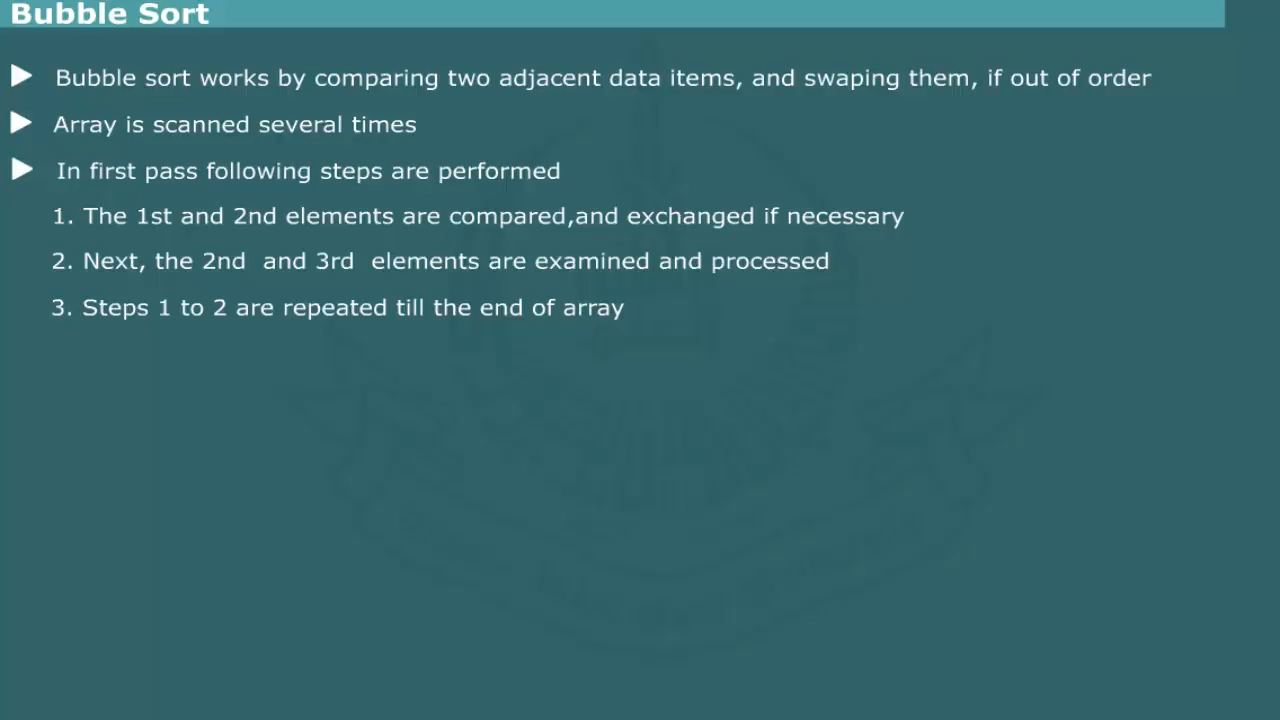 Bubble Sort
Bubble sort works by comparing two adjacent data items, and swaping them, if out of order
Array is scanned several times
In first pass following steps are performed
1. The 1st and 2nd elements are compared,and exchanged if necessary
2. Next, the 2nd  and 3rd  elements are examined and processed
3. Steps 1 to 2 are repeated till the end of array